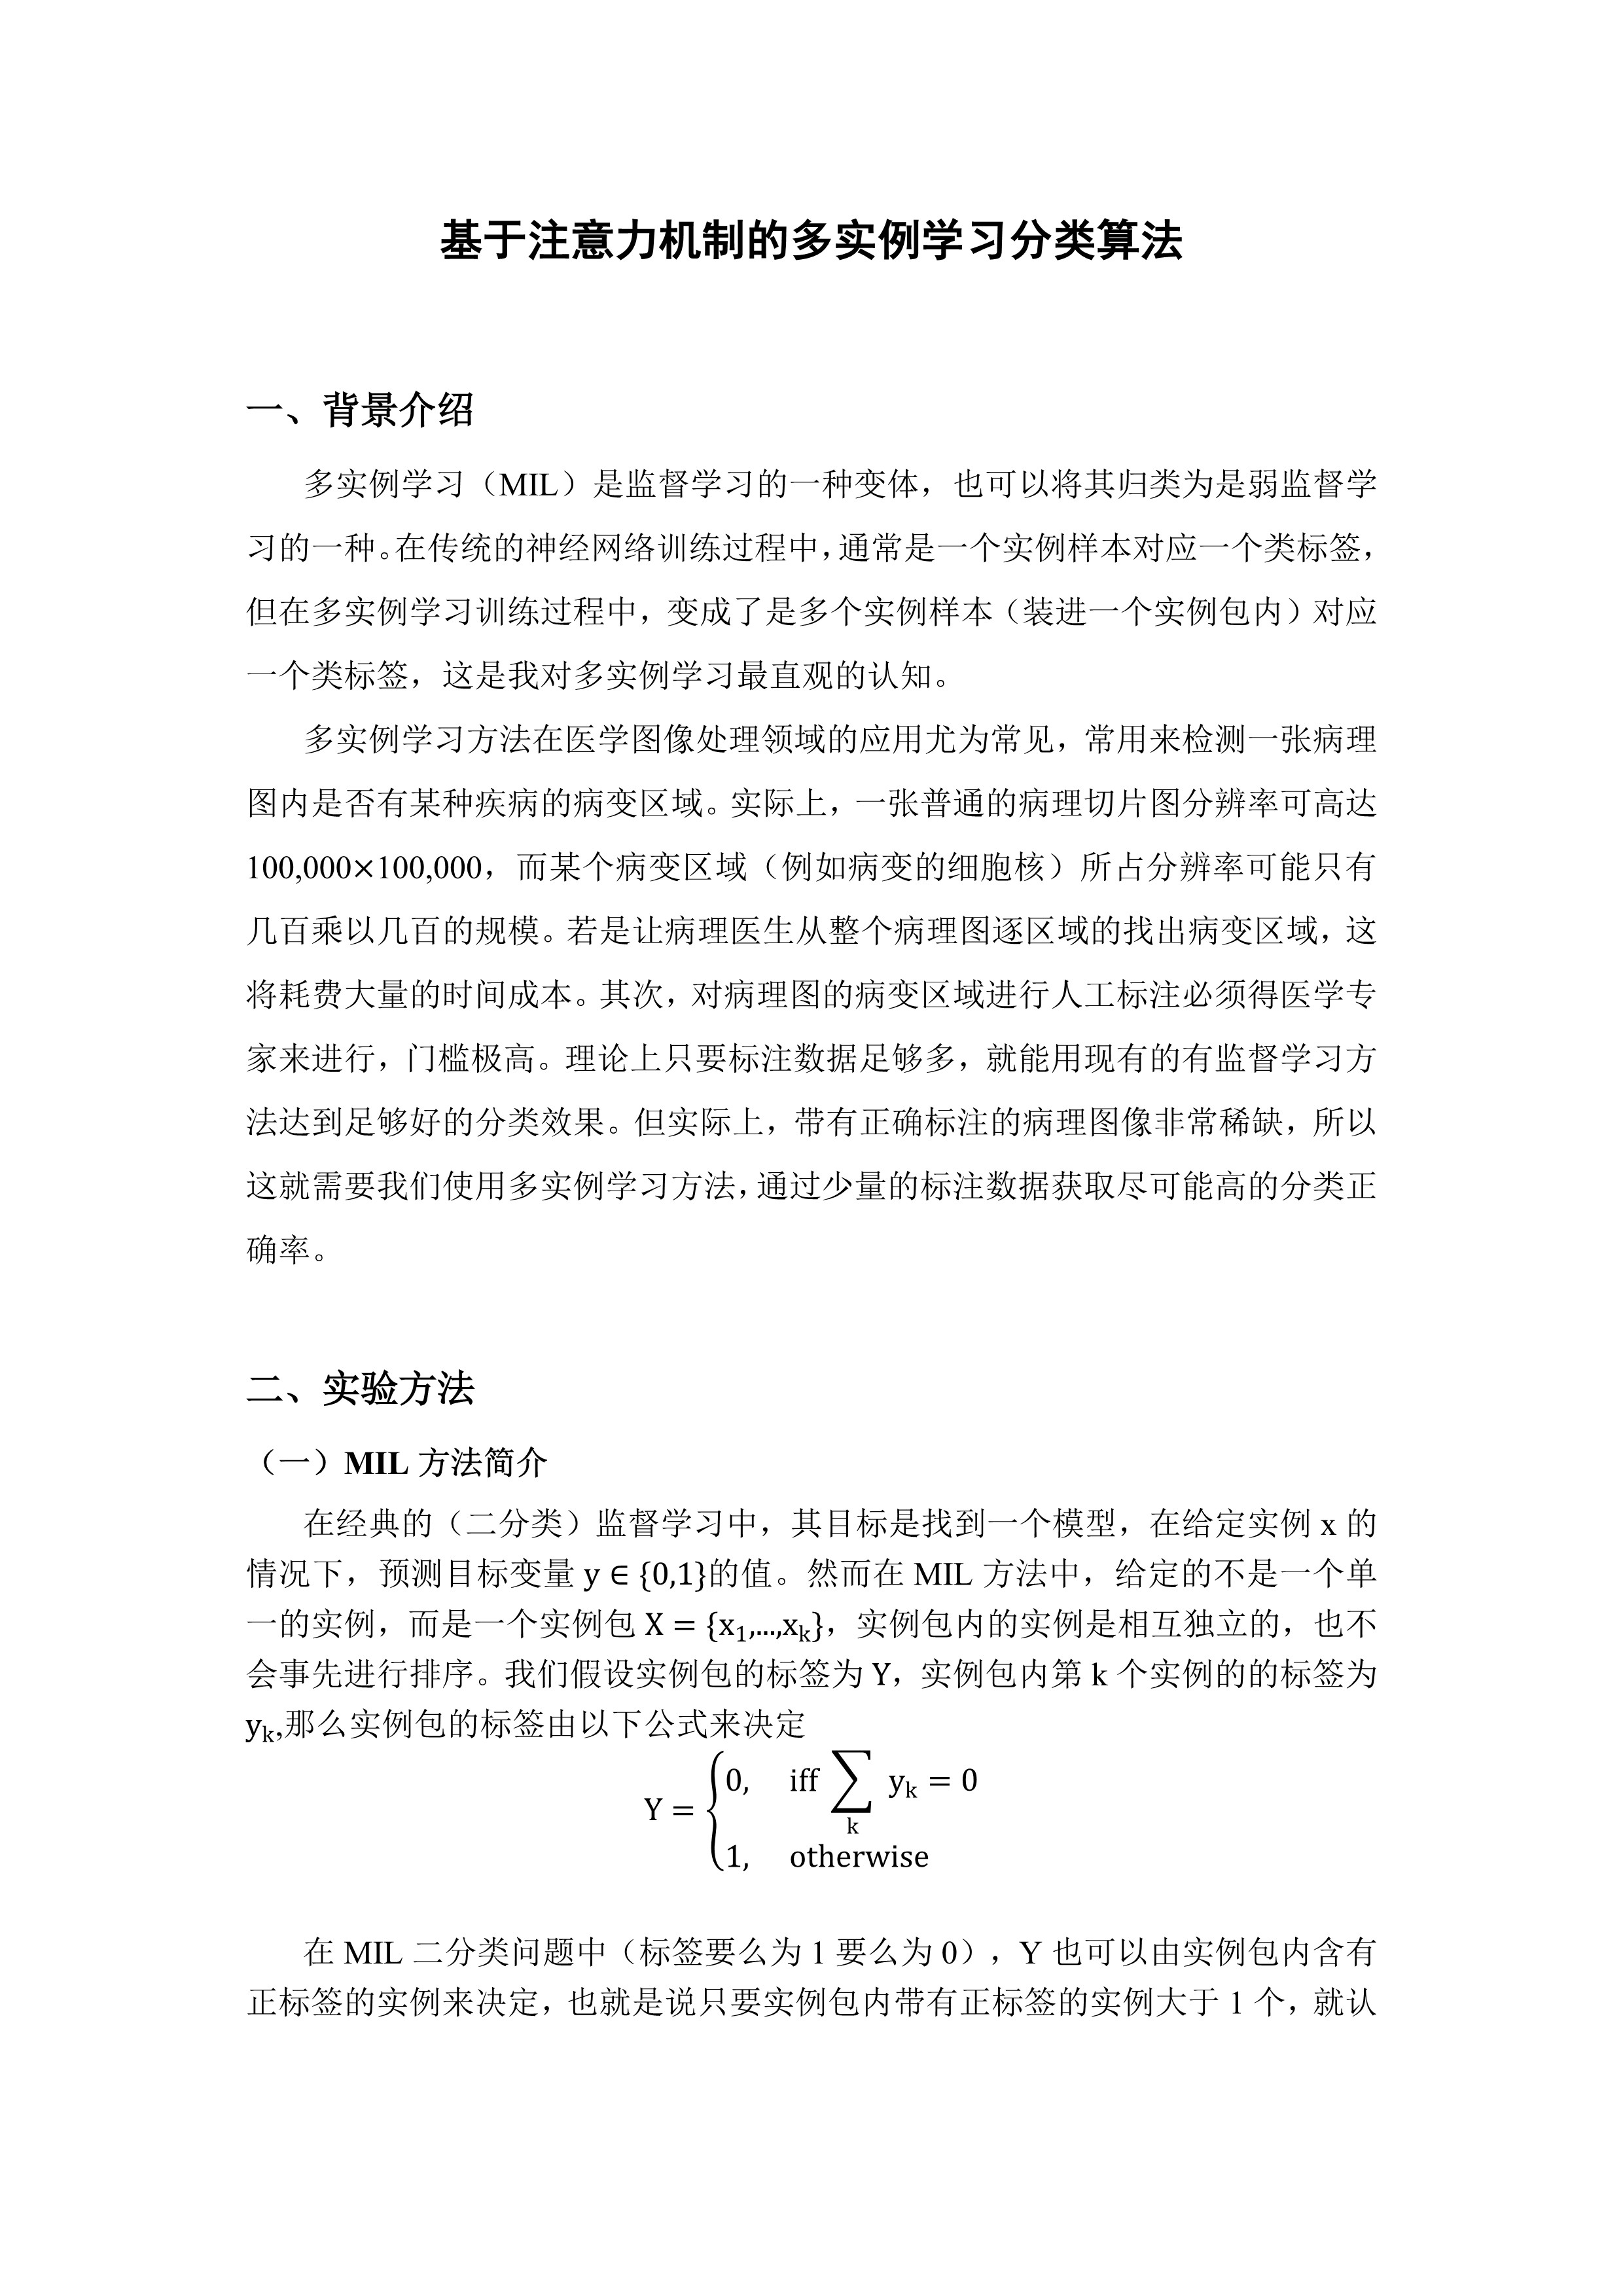 基于注意力机制的多实例学习分类算法
一、背景介绍
多实例学习（MIL）是监督学习的一种变体，也可以将其归类为是弱监督学
习的一种。在传统的神经网络训练过程中，通常是一个实例样本对应一个类标签，
但在多实例学习训练过程中，变成了是多个实例样本（装进一个实例包内）对应
一个类标签，这是我对多实例学习最直观的认知。
多实例学习方法在医学图像处理领域的应用尤为常见，常用来检测一张病理
图内是否有某种疾病的病变区域。实际上，一张普通的病理切片图分辨率可高达
100,000×100,000，而某个病变区域（例如病变的细胞核）所占分辨率可能只有
几百乘以几百的规模。若是让病理医生从整个病理图逐区域的找出病变区域，这
将耗费大量的时间成本。其次，对病理图的病变区域进行人工标注必须得医学专
家来进行，门槛极高。理论上只要标注数据足够多，就能用现有的有监督学习方
法达到足够好的分类效果。但实际上，带有正确标注的病理图像非常稀缺，所以
这就需要我们使用多实例学习方法，通过少量的标注数据获取尽可能高的分类正
确率。
二、实验方法
（一）MIL 方法简介
在经典的（二分类）监督学习中，其目标是找到一个模型，在给定实例 x 的
情况下，预测目标变量 y ∈ {0,1}的值。然而在 MIL 方法中，给定的不是一个单
一的实例，而是一个实例包 X = {x₁,...,xₖ}，实例包内的实例是相互独立的，也不
会事先进行排序。我们假设实例包的标签为 Y，实例包内第 k 个实例的的标签为
yₖ,那么实例包的标签由以下公式来决定
Y = { 0, iff ∑ₖ yₖ = 0
1, otherwise
在 MIL 二分类问题中（标签要么为 1 要么为 0），Y 也可以由实例包内含有
正标签的实例来决定，也就是说只要实例包内带有正标签的实例大于 1 个，就认